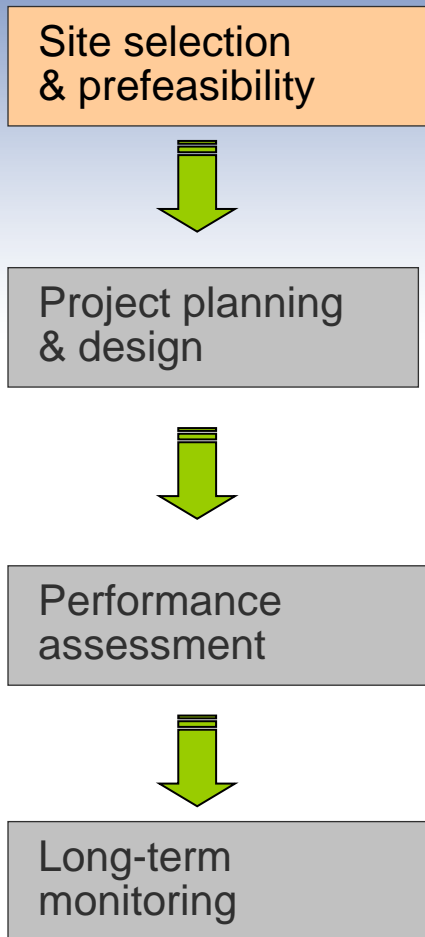 Site selection
& prefeasibility
Project planning
& design
Performance
assessment
Long-term
monitoring